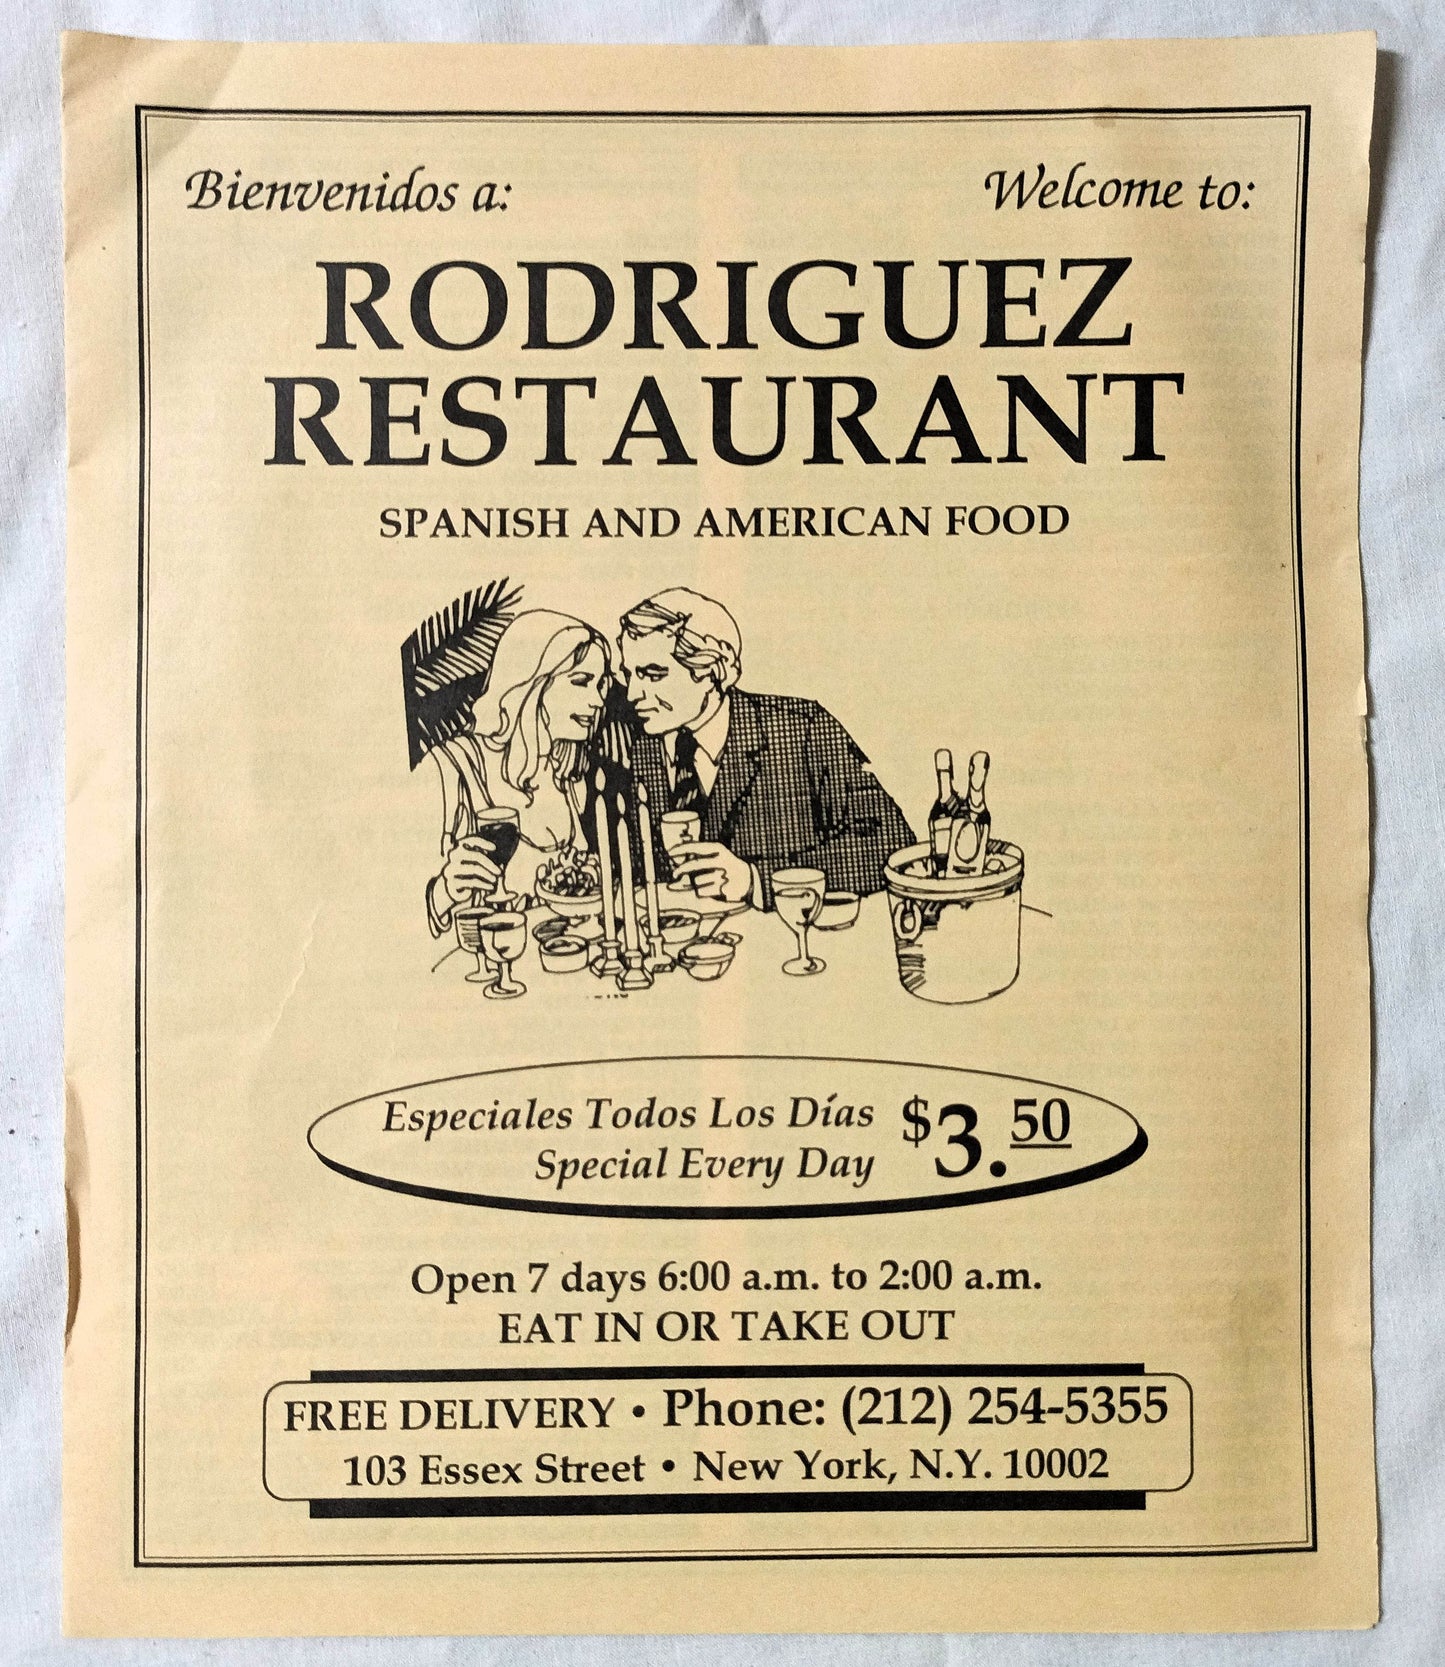 Bienvenidos a:
Welcome to:
RODRIGUEZ
RESTAURANT
SPANISH AND AMERICAN FOOD
Especiales Todos Los Días
Special Every Day
$3.50
Open 7 days 6:00 a.m. to 2:00 a.m.
EAT IN OR TAKE OUT
FREE DELIVERY • Phone: (212) 254-5355
103 Essex Street • New York, N.Y. 10002